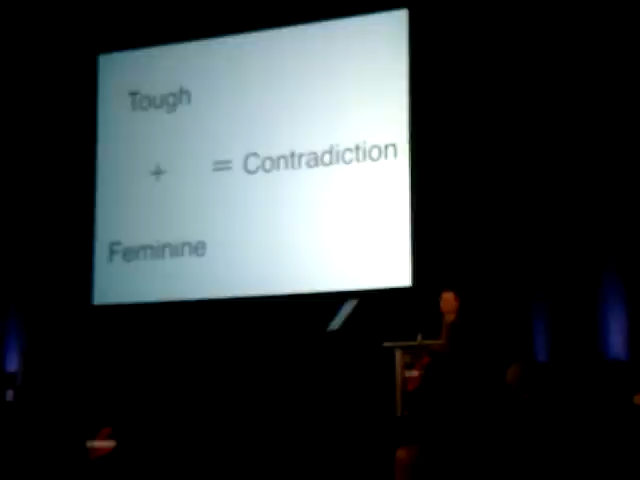 Tough
+ = Contradiction
Feminine